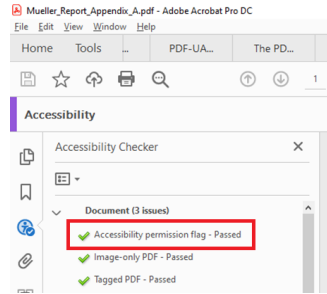 Mueller_Report_Appendix_A.pdf - Adobe Acrobat Pro DC
File Edit View Window Help
Home Tools ... PDF-UA... The PD...
1
Accessibility
Accessibility Checker
Document (3 issues)
Accessibility permission flag - Passed
Image-only PDF - Passed
Tagged PDF - Passed